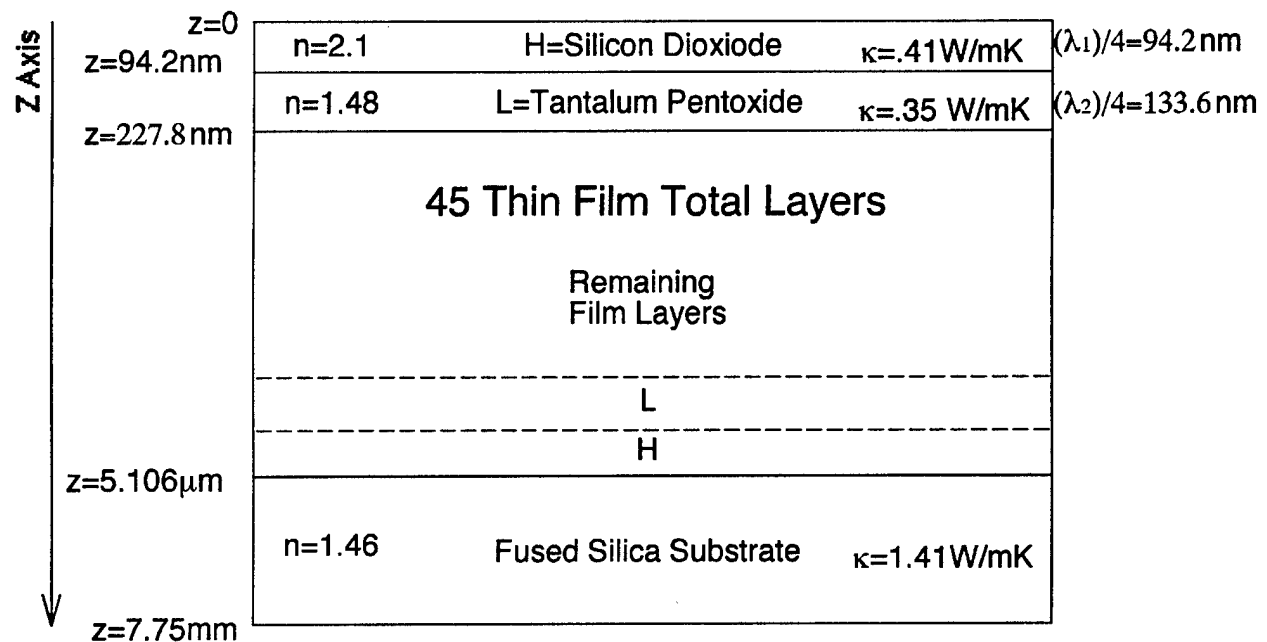 Z Axis
z=0
n=2.1 H=Silicon Dioxiode κ=.41W/mK (λ1)/4=94.2nm
z=94.2nm
n=1.48 L=Tantalum Pentoxide κ=.35 W/mK (λ2)/4=133.6nm
z=227.8nm
45 Thin Film Total Layers
Remaining
Film Layers
L
H
z=5.106μm
n=1.46 Fused Silica Substrate κ=1.41W/mK
z=7.75mm